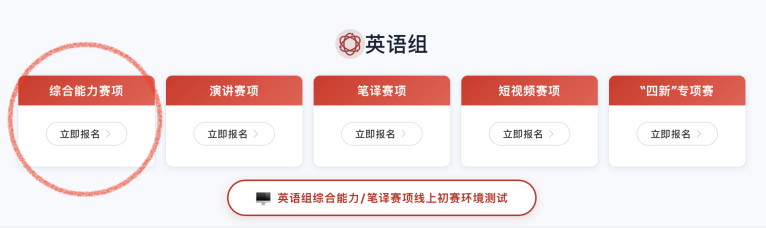 英语组
综合能力赛项
演讲赛项
笔译赛项
短视频赛项
“四新”专项赛
立即报名
立即报名
立即报名
立即报名
立即报名
英语组综合能力/笔译赛项线上初赛环境测试